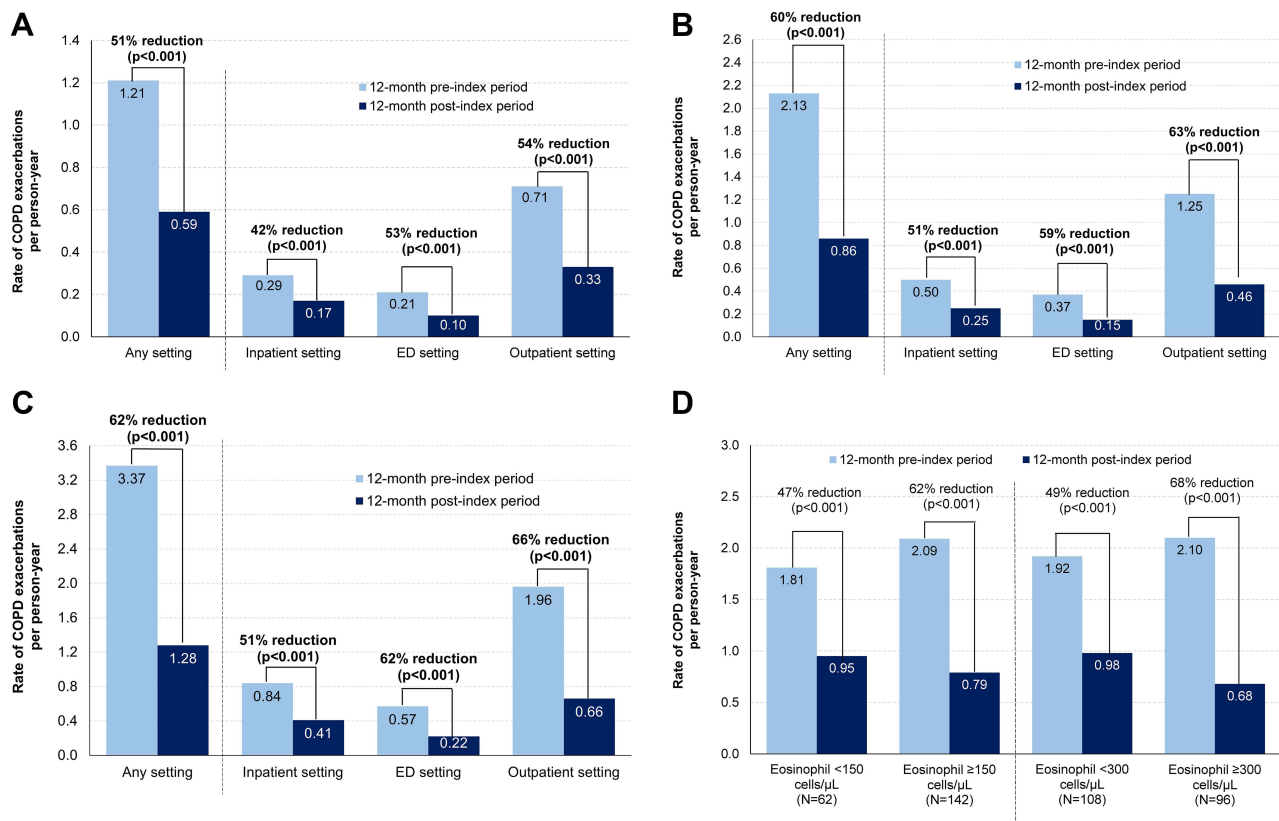 A
Rate of COPD exacerbations
per person-year
1.4
1.2
1.0
0.8
0.6
0.4
0.2
0.0
51% reduction
(p<0.001)
12-month pre-index period
12-month post-index period
42% reduction
(p<0.001)
53% reduction
(p<0.001)
54% reduction
(p<0.001)
1.21
0.59
0.29
0.17
0.21
0.10
0.71
0.33
Any setting
Inpatient setting
ED setting
Outpatient setting
B
Rate of COPD exacerbations
per person-year
2.6
2.4
2.2
2.0
1.8
1.6
1.4
1.2
1.0
0.8
0.6
0.4
0.2
0.0
60% reduction
(p<0.001)
12-month pre-index period
12-month post-index period
51% reduction
(p<0.001)
59% reduction
(p<0.001)
63% reduction
(p<0.001)
2.13
0.86
0.50
0.25
0.37
0.15
1.25
0.46
Any setting
Inpatient setting
ED setting
Outpatient setting
C
Rate of COPD exacerbations
per person-year
3.6
3.2
2.8
2.4
2.0
1.6
1.2
0.8
0.4
0.0
62% reduction
(p<0.001)
12-month pre-index period
12-month post-index period
51% reduction
(p<0.001)
62% reduction
(p<0.001)
66% reduction
(p<0.001)
3.37
1.28
0.84
0.41
0.57
0.22
1.96
0.66
Any setting
Inpatient setting
ED setting
Outpatient setting
D
Rate of COPD exacerbations
per person-year
3.0
2.5
2.0
1.5
1.0
0.5
0.0
12-month pre-index period
12-month post-index period
47% reduction
(p<0.001)
62% reduction
(p<0.001)
49% reduction
(p<0.001)
68% reduction
(p<0.001)
1.81
0.95
2.09
0.79
1.92
0.98
2.10
0.68
Eosinophil <150
cells/µL
(N=62)
Eosinophil ≥150
cells/µL
(N=142)
Eosinophil <300
cells/µL
(N=108)
Eosinophil ≥300
cells/µL
(N=96)